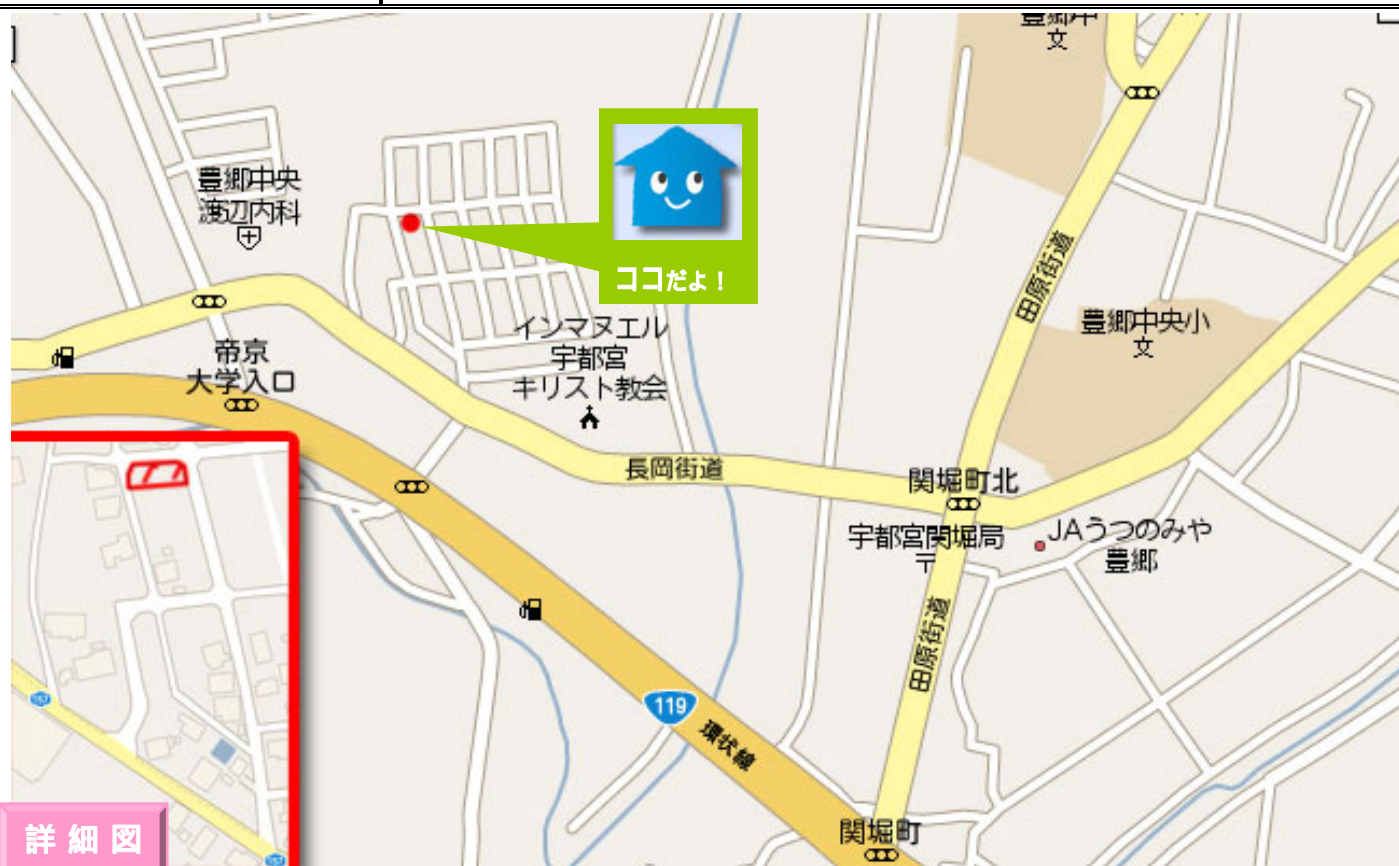 豊郷中
豊郷中央
渡辺内科
ココだよ！
田原街道
インマヌエル
宇都宮
キリスト教会
豊郷中央小
帝京
大学入口
長岡街道
関堀町北
宇都宮関堀局
JAうつのみや
豊郷
田原街道
119
環状線
関堀町
詳細図